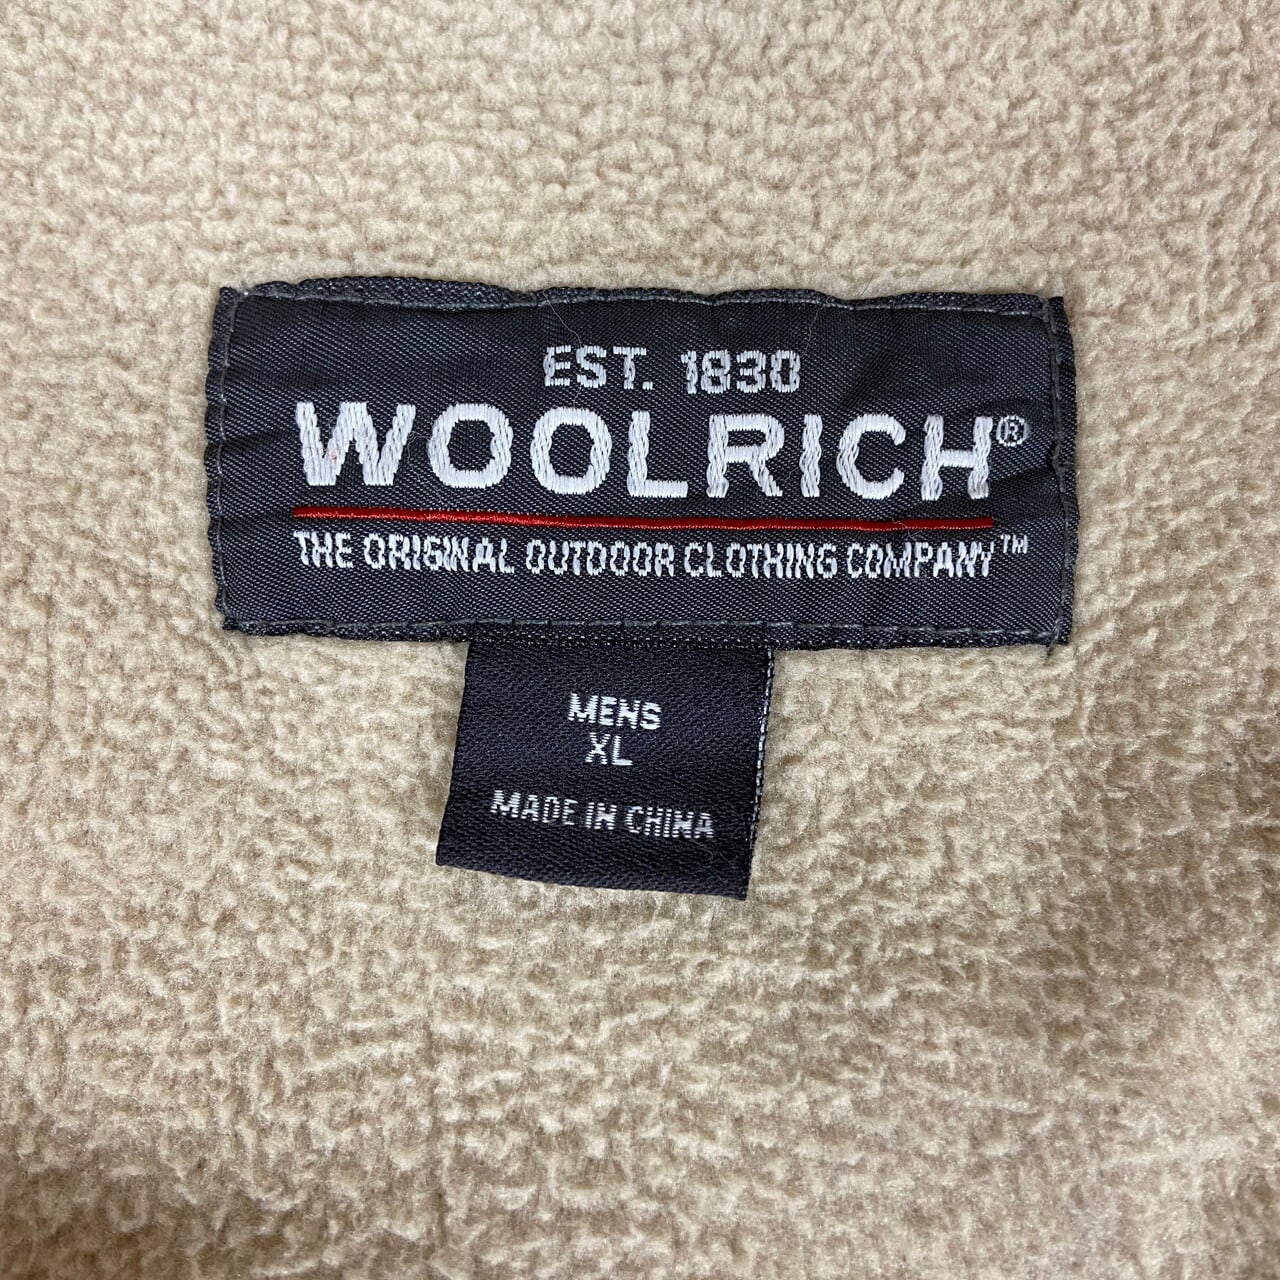 EST. 1830
WOOLRICH®
THE ORIGINAL OUTDOOR CLOTHING COMPANY™
MENS
XL
MADE IN CHINA